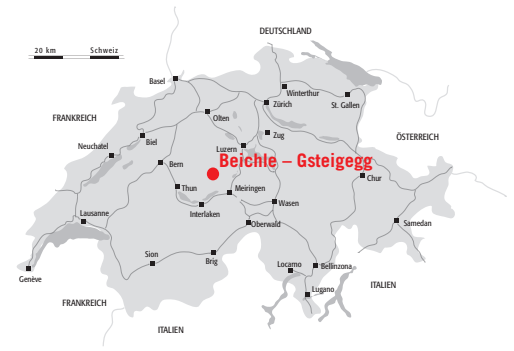 DEUTSCHLAND
20 km Schweiz
Basel
Winterthur
Zürich
St. Gallen
FRANKREICH
Olten
Zug
ÖSTERREICH
Biel
Luzern
Neuchatel
Beichle – Gsteigegg
Bern
Chur
Thun
Meiringen
Wasen
Lausanne
Interlaken
Oberwald
Samedan
Sion
Brig
Locarno
Bellinzona
Genève
ITALIEN
Lugano
FRANKREICH
ITALIEN